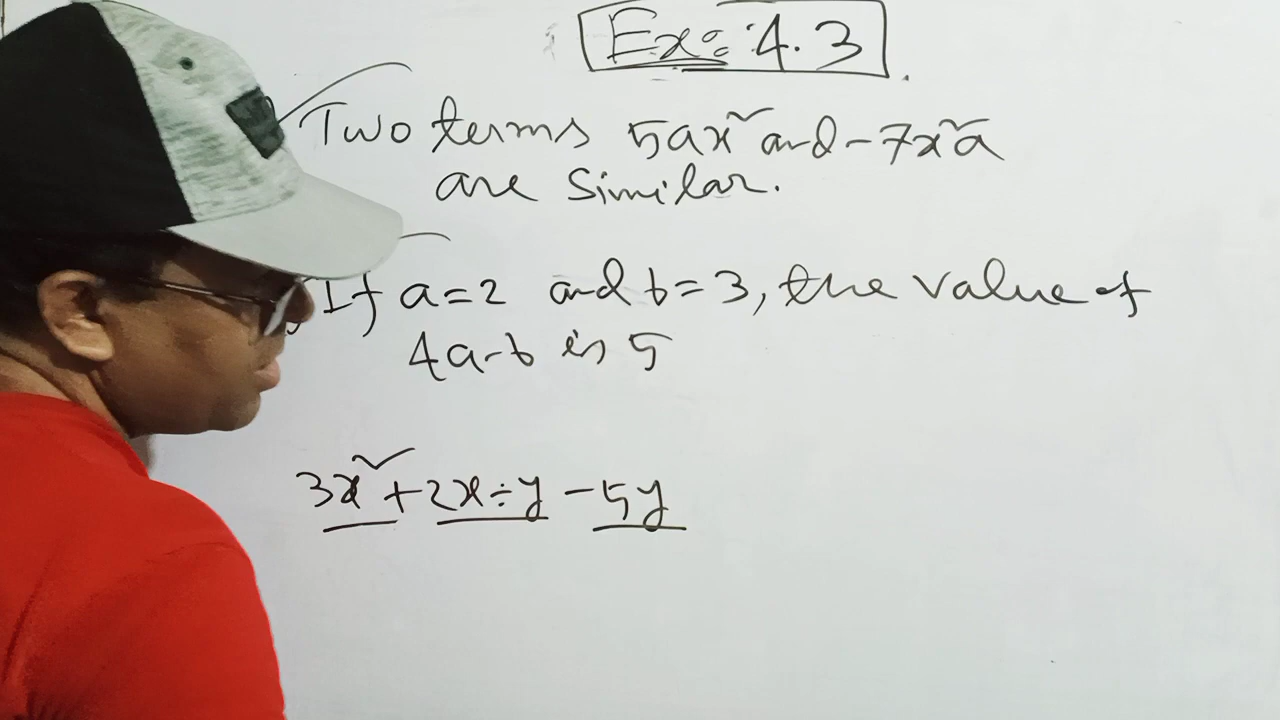 Ex: 4.3
Two terms 5ax² and -7x²a
are similar.
If a=2 and b=3, the value of
4a-b is 5
3x² + 2x÷y - 5y